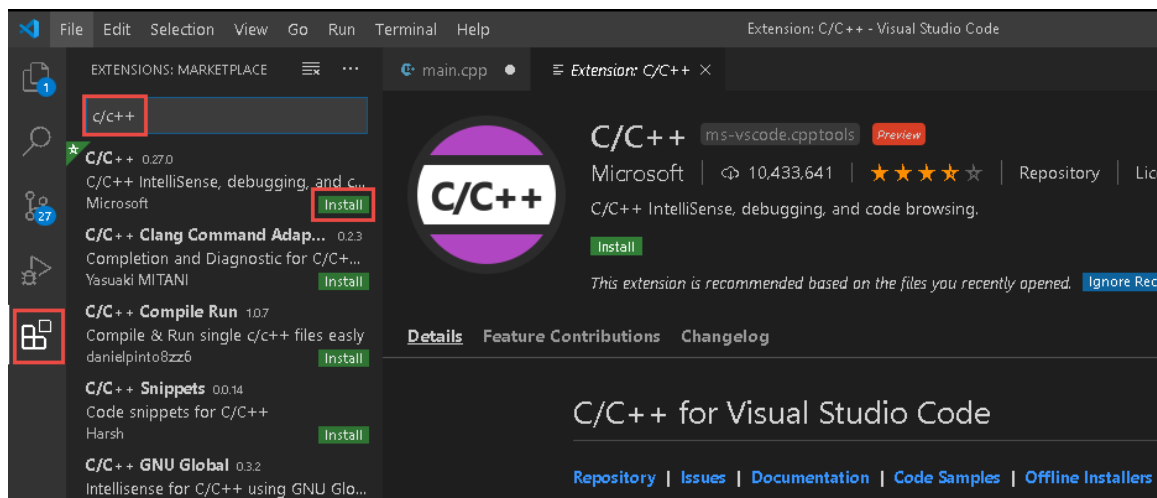 File Edit Selection View Go Run Terminal Help
Extension: C/C++ - Visual Studio Code
EXTENSIONS: MARKETPLACE
main.cpp
Extension: C/C++
1
27
c/c++
C/C++ 0.27.0
C/C++ IntelliSense, debugging, and c...
Microsoft
Install
C/C++ Clang Command Adap... 0.2.3
Completion and Diagnostic for C/C+...
Yasuaki MITANI
Install
C/C++ Compile Run 1.0.7
Compile & Run single c/c++ files easly
danielpinto8zz6
Install
C/C++ Snippets 0.0.14
Code snippets for C/C++
Harsh
Install
C/C++ GNU Global 0.3.2
Intellisense for C/C++ using GNU Glo...
C/C++
C/C++ ms-vscode.cpptools Preview
Microsoft 10,433,641 Repository Lic
C/C++ IntelliSense, debugging, and code browsing.
Install
This extension is recommended based on the files you recently opened. Ignore Rec
Details Feature Contributions Changelog
C/C++ for Visual Studio Code
Repository | Issues | Documentation | Code Samples | Offline Installers